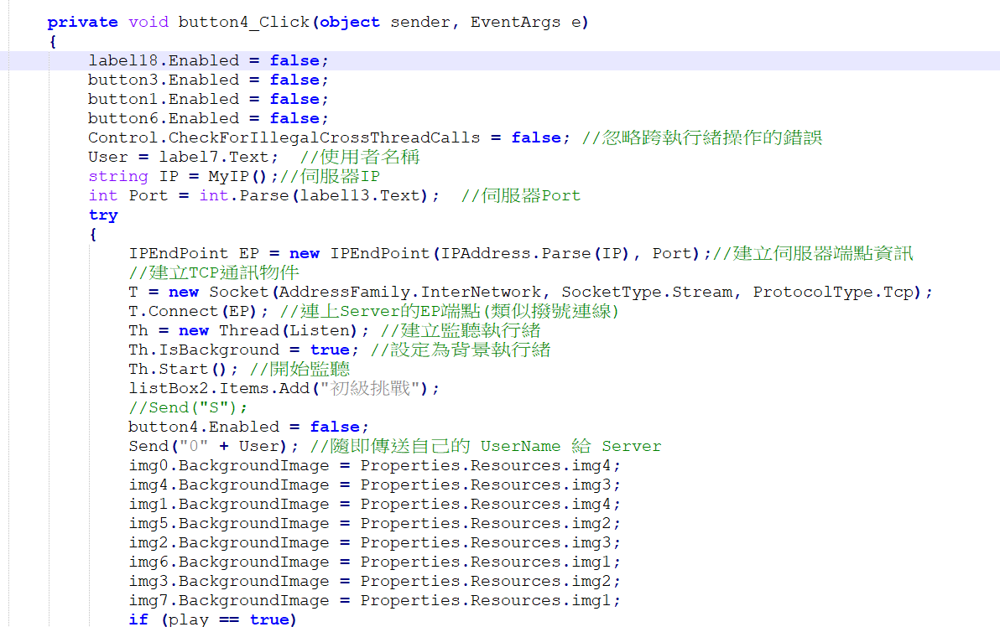 private void button4_Click(object sender, EventArgs e)
{
label18.Enabled = false;
button3.Enabled = false;
button1.Enabled = false;
button6.Enabled = false;
Control.CheckForIllegalCrossThreadCalls = false; //忽略跨執行緒操作的錯誤
User = label7.Text;  //使用者名稱
string IP = MyIP();//伺服器IP
int Port = int.Parse(label13.Text);  //伺服器Port
try
{
IPEndPoint EP = new IPEndPoint(IPAddress.Parse(IP), Port);//建立伺服器端點資訊
//建立TCP通訊物件
T = new Socket(AddressFamily.InterNetwork, SocketType.Stream, ProtocolType.Tcp);
T.Connect(EP); //連上Server的EP端點(類似撥號連線)
Th = new Thread(Listen); //建立監聽執行緒
Th.IsBackground = true; //設定為背景執行緒
Th.Start(); //開始監聽
listBox2.Items.Add("初級挑戰");
//Send("S");
button4.Enabled = false;
Send("0" + User); //隨即傳送自己的 UserName 給 Server
img0.BackgroundImage = Properties.Resources.img4;
img4.BackgroundImage = Properties.Resources.img3;
img1.BackgroundImage = Properties.Resources.img4;
img5.BackgroundImage = Properties.Resources.img2;
img2.BackgroundImage = Properties.Resources.img3;
img6.BackgroundImage = Properties.Resources.img1;
img3.BackgroundImage = Properties.Resources.img2;
img7.BackgroundImage = Properties.Resources.img1;
if (play == true)